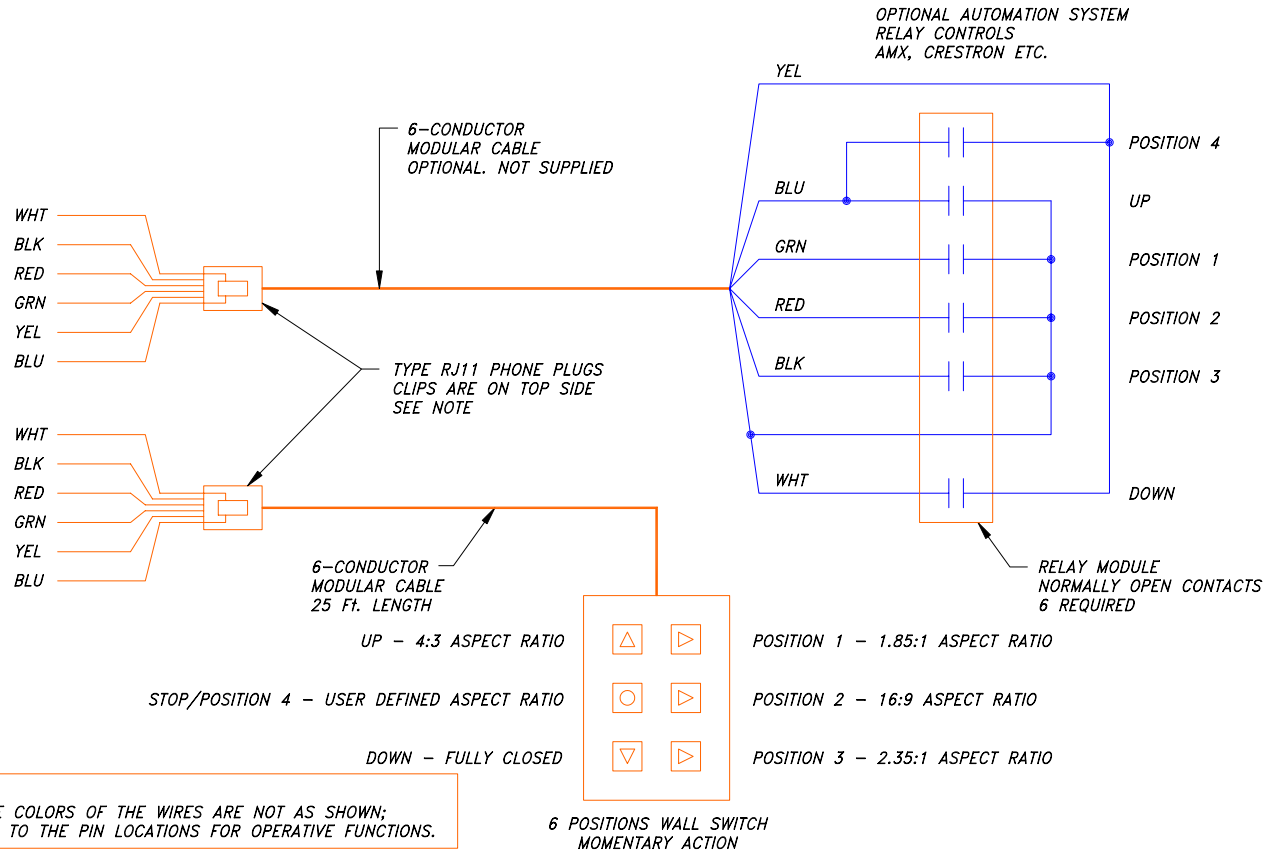 OPTIONAL AUTOMATION SYSTEM
RELAY CONTROLS
AMX, CRESTRON ETC.
YEL
6-CONDUCTOR
MODULAR CABLE
OPTIONAL. NOT SUPPLIED
POSITION 4
BLU
UP
WHT
BLK
RED
GRN
YEL
BLU
GRN
POSITION 1
RED
POSITION 2
BLK
POSITION 3
TYPE RJ11 PHONE PLUGS
CLIPS ARE ON TOP SIDE
SEE NOTE
WHT
BLK
RED
GRN
YEL
BLU
WHT
DOWN
6-CONDUCTOR
MODULAR CABLE
25 Ft. LENGTH
RELAY MODULE
NORMALLY OPEN CONTACTS
6 REQUIRED
UP - 4:3 ASPECT RATIO
POSITION 1 - 1.85:1 ASPECT RATIO
STOP/POSITION 4 - USER DEFINED ASPECT RATIO
POSITION 2 - 16:9 ASPECT RATIO
DOWN - FULLY CLOSED
POSITION 3 - 2.35:1 ASPECT RATIO
COLORS OF THE WIRES ARE NOT AS SHOWN;
TO THE PIN LOCATIONS FOR OPERATIVE FUNCTIONS.
6 POSITIONS WALL SWITCH
MOMENTARY ACTION